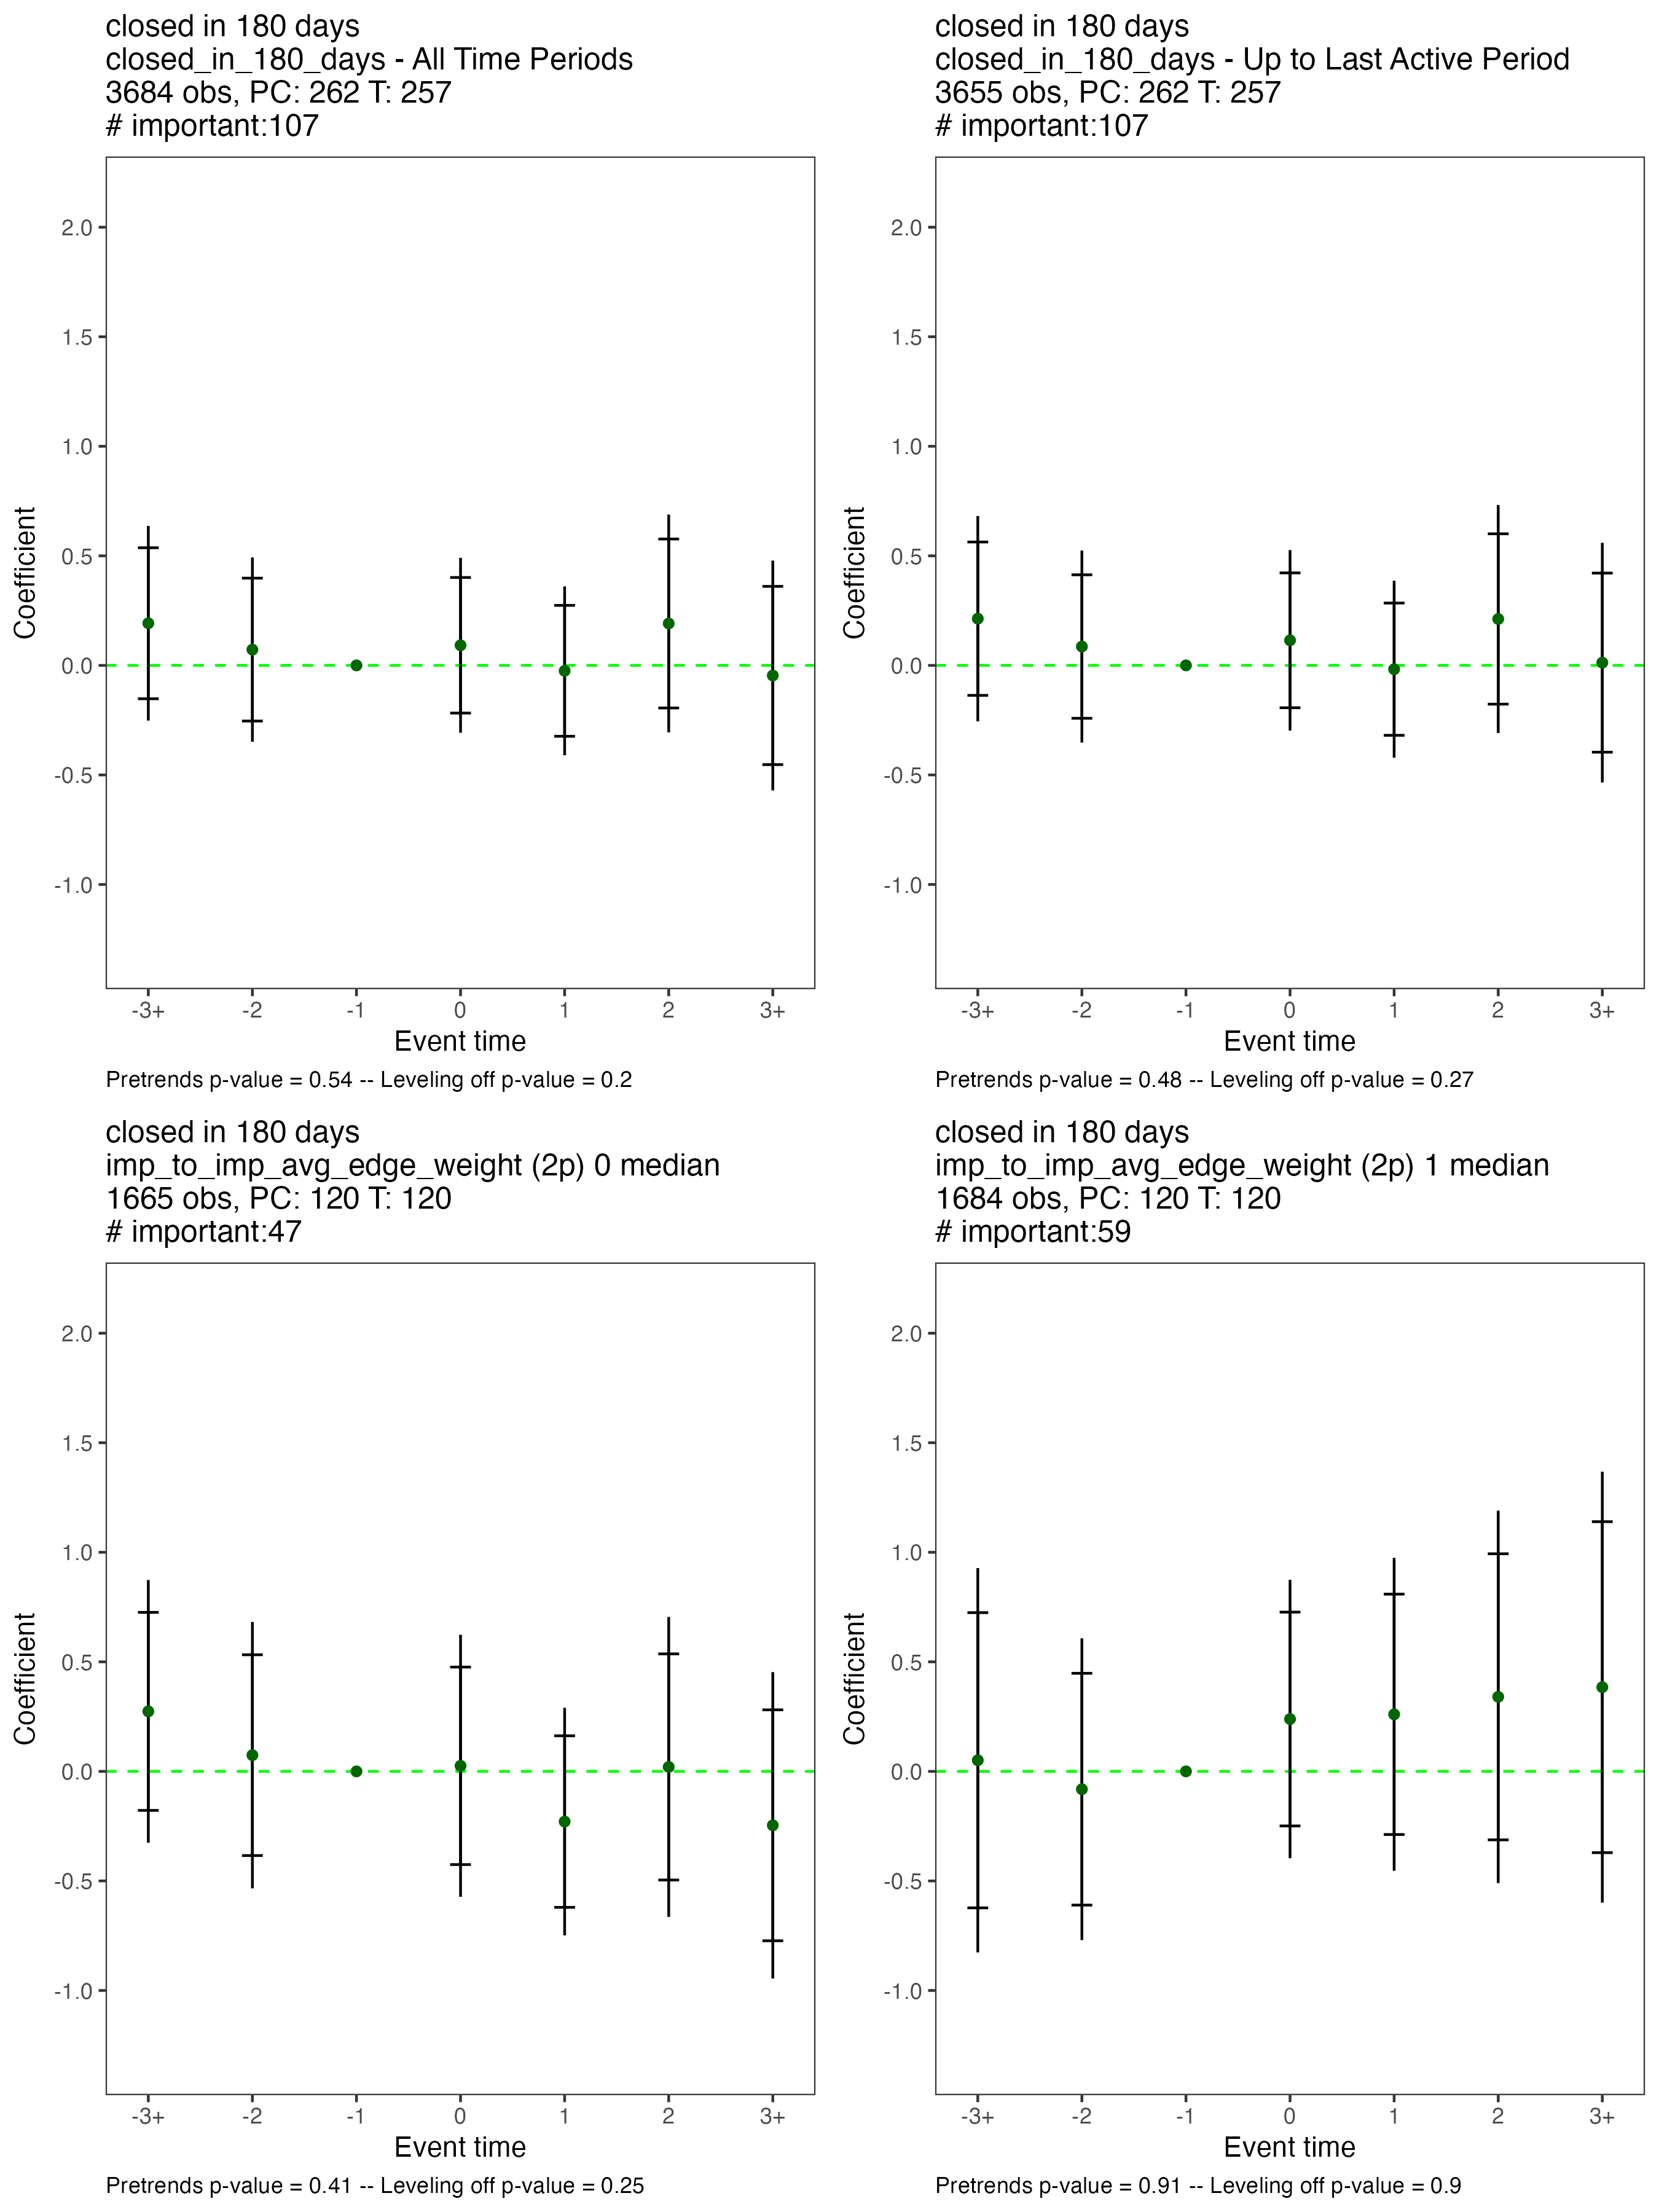 closed in 180 days
closed_in_180_days - All Time Periods
3684 obs, PC: 262 T: 257
# important:107
2.0
1.5
1.0
0.5
0.0
-0.5
-1.0
Coefficient
-3+ -2 -1 0 1 2 3+
Event time
Pretrends p-value = 0.54 -- Leveling off p-value = 0.2
closed in 180 days
closed_in_180_days - Up to Last Active Period
3655 obs, PC: 262 T: 257
# important:107
2.0
1.5
1.0
0.5
0.0
-0.5
-1.0
Coefficient
-3+ -2 -1 0 1 2 3+
Event time
Pretrends p-value = 0.48 -- Leveling off p-value = 0.27
closed in 180 days
imp_to_imp_avg_edge_weight (2p) 0 median
1665 obs, PC: 120 T: 120
# important:47
2.0
1.5
1.0
0.5
0.0
-0.5
-1.0
Coefficient
-3+ -2 -1 0 1 2 3+
Event time
Pretrends p-value = 0.41 -- Leveling off p-value = 0.25
closed in 180 days
imp_to_imp_avg_edge_weight (2p) 1 median
1684 obs, PC: 120 T: 120
# important:59
2.0
1.5
1.0
0.5
0.0
-0.5
-1.0
Coefficient
-3+ -2 -1 0 1 2 3+
Event time
Pretrends p-value = 0.91 -- Leveling off p-value = 0.9